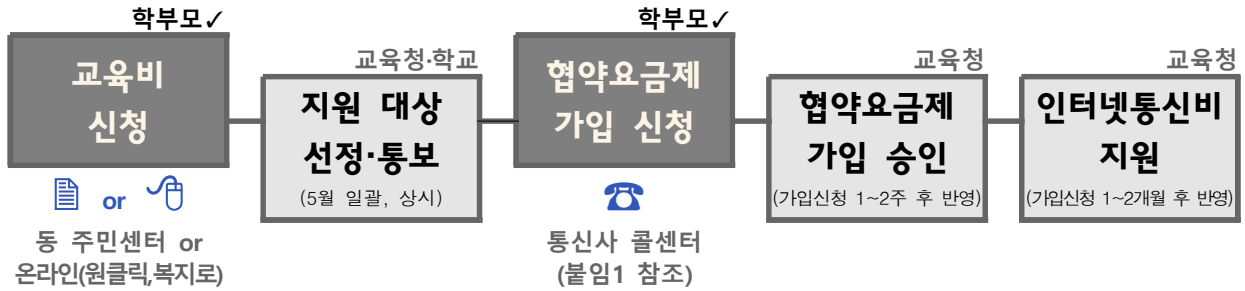 학부모✓
교육비
신청
or
동 주민센터 or
온라인(원클릭,복지로)
교육청·학교
지원 대상
선정·통보
(5월 일괄, 상시)
학부모✓
협약요금제
가입 신청
통신사 콜센터
(붙임1 참조)
교육청
협약요금제
가입 승인
(가입신청 1~2주 후 반영)
교육청
인터넷통신비
지원
(가입신청 1~2개월 후 반영)